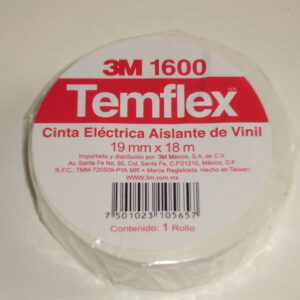 3M 1600
Temflex
Cinta Eléctrica Aislante de Vinil
19 mm x 18 m
Importado y distribuido por: 3M México, S.A. de C.V.
Av. Santa Fe No. 55, Col. Santa Fe, C.P.01210, México, D.F.
R.F.C.: TMM-720509-PYA MR = Marca Registrada. Hecho en Taiwan.
WWW.3m.com.mx
7 501023 105657
Contenido: 1 Rollo